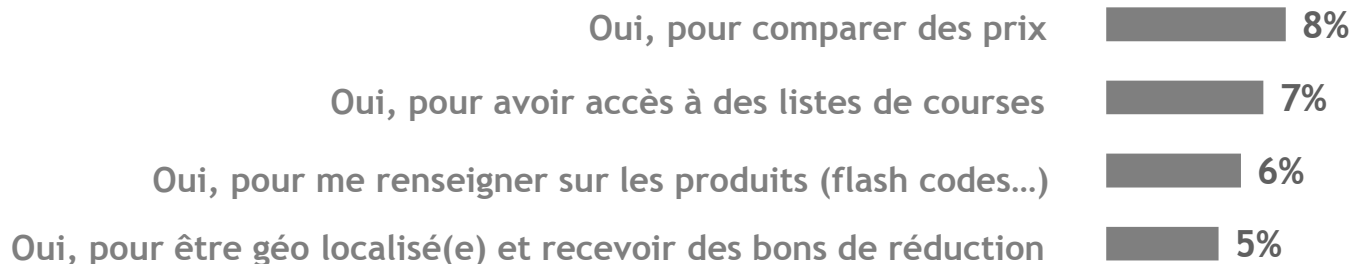 Oui, pour comparer des prix 8%
Oui, pour avoir accès à des listes de courses 7%
Oui, pour me renseigner sur les produits (flash codes…) 6%
Oui, pour être géo localisé(e) et recevoir des bons de réduction 5%